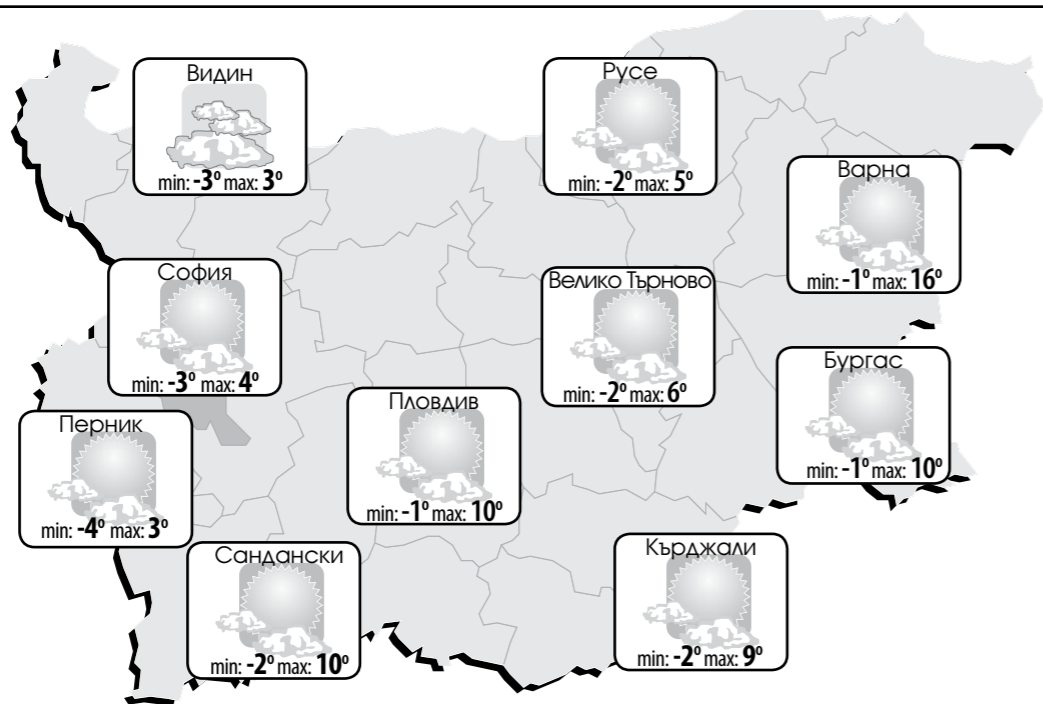 Видин
min: -3° max: 3°
Русе
min: -2° max: 5°
Варна
min: -1° max: 16°
София
min: -3° max: 4°
Велико Търново
min: -2° max: 6°
Бургас
min: -1° max: 10°
Пловдив
min: -1° max: 10°
Перник
min: -4° max: 3°
Сандански
min: -2° max: 10°
Кърджали
min: -2° max: 9°